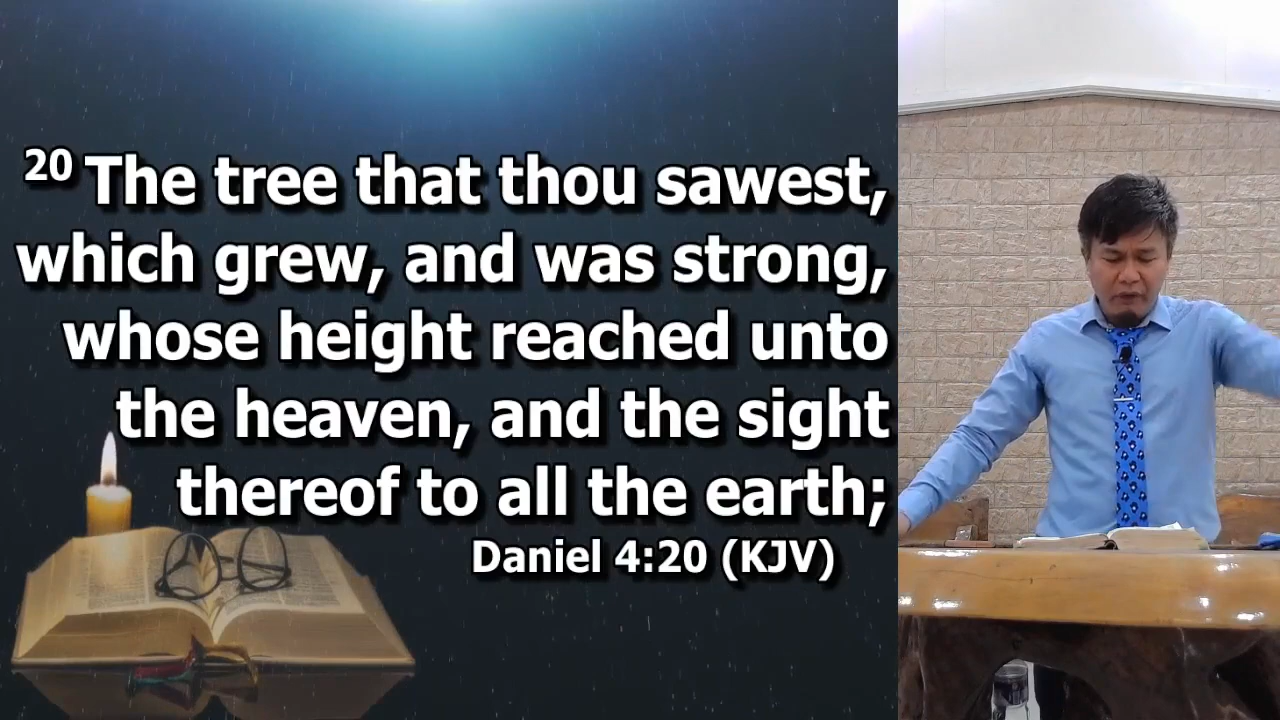 20 The tree that thou sawest,
which grew, and was strong,
whose height reached unto
the heaven, and the sight
thereof to all the earth;
Daniel 4:20 (KJV)